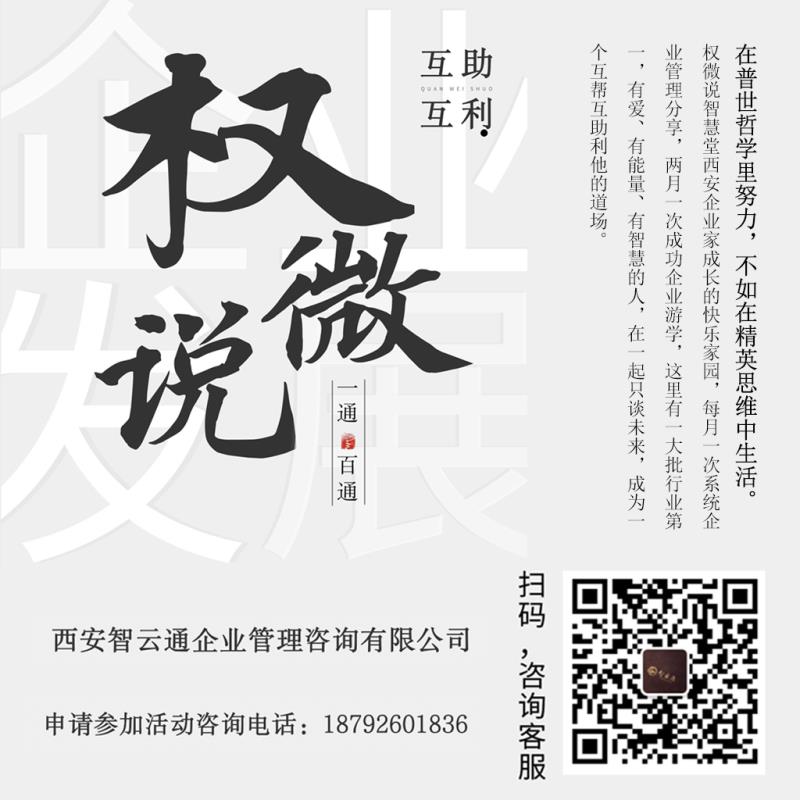 企业
发展
权微说
互助
QUAN WEI SHUO
互利
一通
百通
在普世哲学里努力，不如在精英思维中生活。
权微说智慧堂西安企业家成长的快乐家园，每月一次系统企
业管理分享，两月一次成功企业游学，这里有一大批行业第
一，有爱、有能量、有智慧的人，在一起只谈未来，成为一
个互帮互助利他的道场。
扫码，咨询客服
西安智云通企业管理咨询有限公司
申请参加活动咨询电话：18792601836